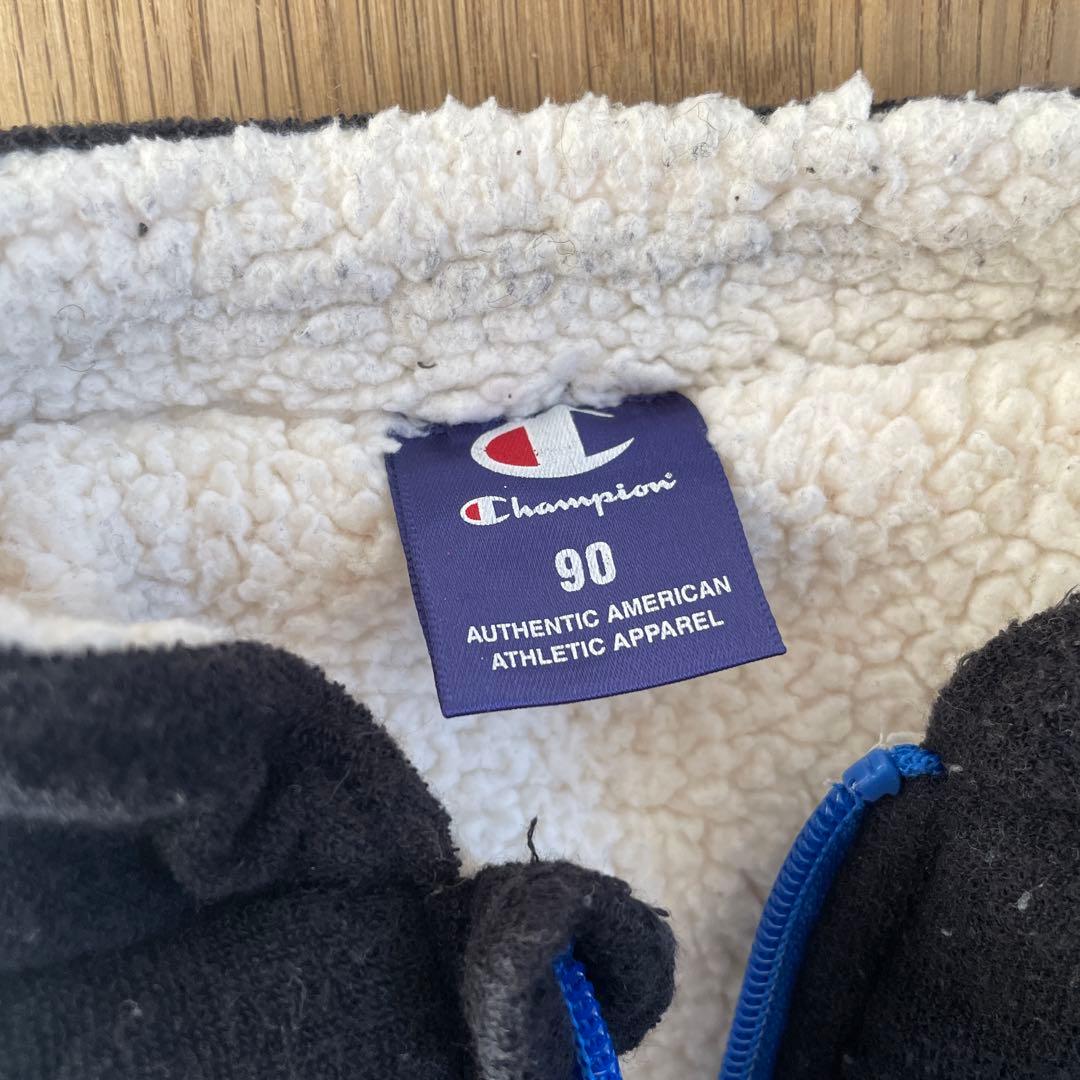 Champion
90
AUTHENTIC AMERICAN
ATHLETIC APPAREL